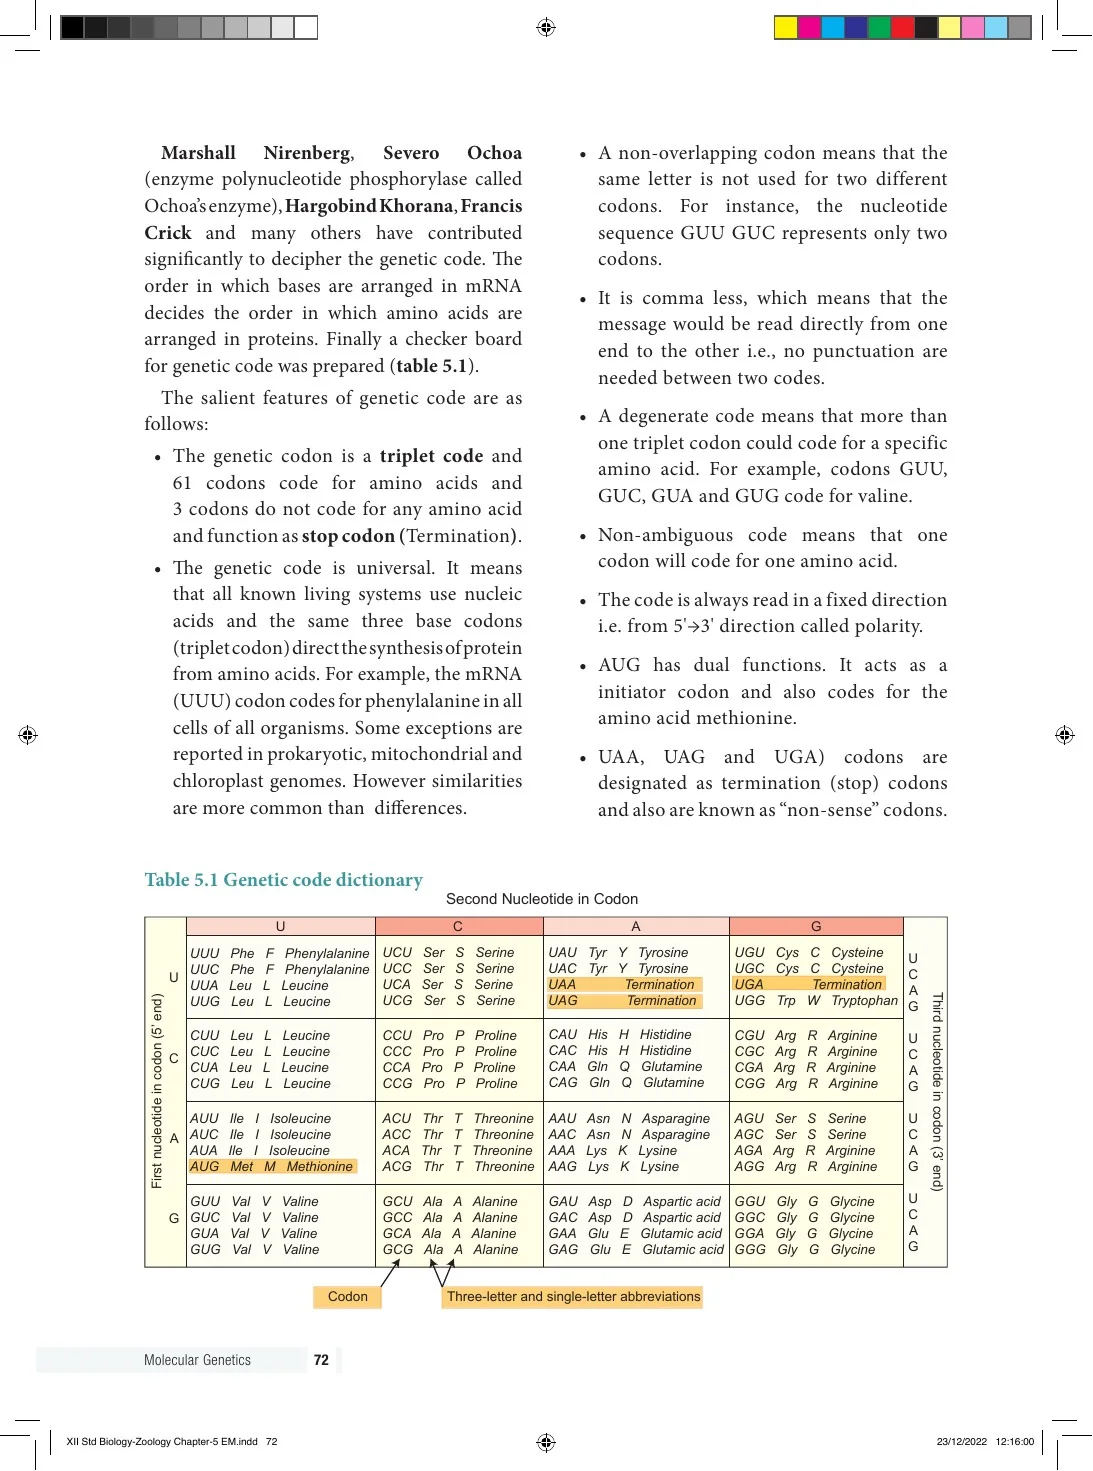 Marshall Nirenberg, Severo Ochoa
(enzyme polynucleotide phosphorylase called
Ochoa's enzyme), Hargobind Khorana, Francis
Crick and many others have contributed
significantly to decipher the genetic code. The
order in which bases are arranged in mRNA
decides the order in which amino acids are
arranged in proteins. Finally a checker board
for genetic code was prepared (table 5.1).
The salient features of genetic code are as
follows:
• The genetic codon is a triplet code and
61 codons code for amino acids and
3 codons do not code for any amino acid
and function as stop codon (Termination).
• The genetic code is universal. It means
that all known living systems use nucleic
acids and the same three base codons
(triplet codon) direct the synthesis of protein
from amino acids. For example, the mRNA
(UUU) codon codes for phenylalanine in all
cells of all organisms. Some exceptions are
reported in prokaryotic, mitochondrial and
chloroplast genomes. However similarities
are more common than differences.
• A non-overlapping codon means that the
same letter is not used for two different
codons. For instance, the nucleotide
sequence GUU GUC represents only two
codons.
• It is comma less, which means that the
message would be read directly from one
end to the other i.e., no punctuation are
needed between two codes.
• A degenerate code means that more than
one triplet codon could code for a specific
amino acid. For example, codons GUU,
GUC, GUA and GUG code for valine.
• Non-ambiguous code means that one
codon will code for one amino acid.
• The code is always read in a fixed direction
i.e. from 5'→3' direction called polarity.
• AUG has dual functions. It acts as a
initiator codon and also codes for the
amino acid methionine.
• UAA, UAG and UGA) codons are
designated as termination (stop) codons
and also are known as “non-sense” codons.
Table 5.1 Genetic code dictionary
Second Nucleotide in Codon
U C A G
First nucleotide in codon (5' end)
Third nucleotide in codon (3' end)
UUU Phe F Phenylalanine UCU Ser S Serine UAU Tyr Y Tyrosine UGU Cys C Cysteine U
U UUC Phe F Phenylalanine UCC Ser S Serine UAC Tyr Y Tyrosine UGC Cys C Cysteine C
UUA Leu L Leucine UCA Ser S Serine UAA Termination UGA Termination A
UUG Leu L Leucine UCG Ser S Serine UAG Termination UGG Trp W Tryptophan G
CUU Leu L Leucine CCU Pro P Proline CAU His H Histidine CGU Arg R Arginine U
C CUC Leu L Leucine CCC Pro P Proline CAC His H Histidine CGC Arg R Arginine C
CUA Leu L Leucine CCA Pro P Proline CAA Gln Q Glutamine CGA Arg R Arginine A
CUG Leu L Leucine CCG Pro P Proline CAG Gln Q Glutamine CGG Arg R Arginine G
AUU Ile I Isoleucine ACU Thr T Threonine AAU Asn N Asparagine AGU Ser S Serine U
A AUC Ile I Isoleucine ACC Thr T Threonine AAC Asn N Asparagine AGC Ser S Serine C
AUA Ile I Isoleucine ACA Thr T Threonine AAA Lys K Lysine AGA Arg R Arginine A
AUG Met M Methionine ACG Thr T Threonine AAG Lys K Lysine AGG Arg R Arginine G
GUU Val V Valine GCU Ala A Alanine GAU Asp D Aspartic acid GGU Gly G Glycine U
G GUC Val V Valine GCC Ala A Alanine GAC Asp D Aspartic acid GGC Gly G Glycine C
GUA Val V Valine GCA Ala A Alanine GAA Glu E Glutamic acid GGA Gly G Glycine A
GUG Val V Valine GCG Ala A Alanine GAG Glu E Glutamic acid GGG Gly G Glycine G
Codon Three-letter and single-letter abbreviations
Molecular Genetics 72
XII Std Biology-Zoology Chapter-5 EM.indd 72 23/12/2022 12:16:00